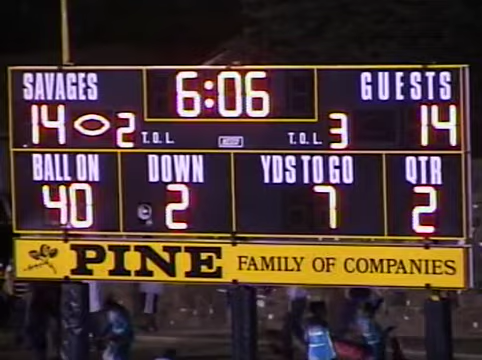 SAVAGES 6:06 GUESTS
14 2 T.O.L. T.O.L. 3 14
BALL ON DOWN YDS TO GO QTR
40 2 7 2
PINE FAMILY OF COMPANIES